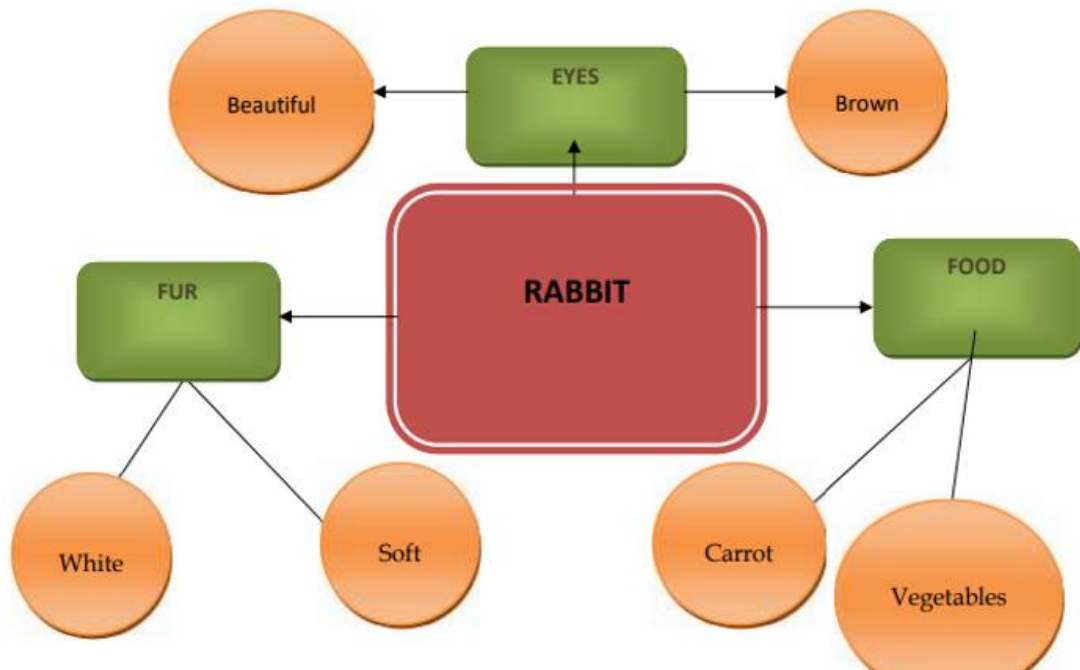 EYES
Beautiful
Brown
RABBIT
FUR
FOOD
White
Soft
Carrot
Vegetables